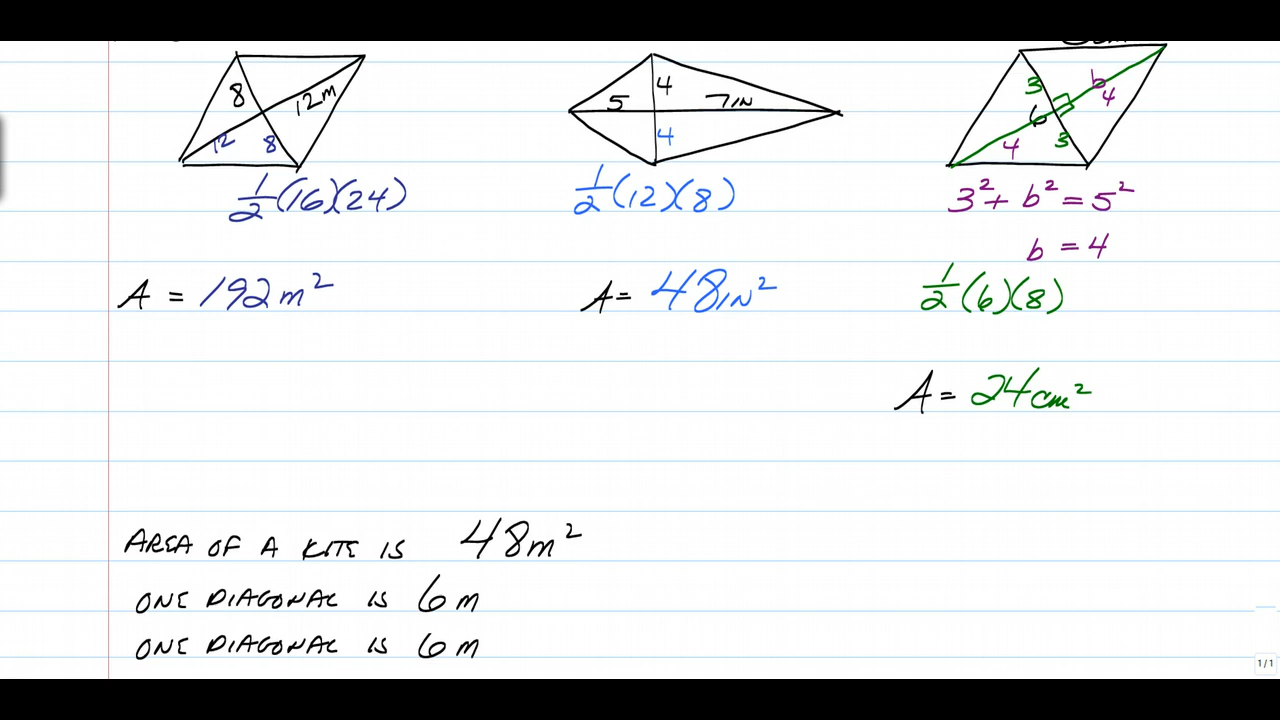 8
12m
12
8
½(16)(24)
A = 192m²
5
4
7in
4
½(12)(8)
A = 48in²
3
b
4
6
4
3
3² + b² = 5²
b = 4
½(6)(8)
A = 24cm²
AREA OF A KITE IS 48m²
ONE DIAGONAL IS 6m
ONE DIAGONAL IS 6m
1/1